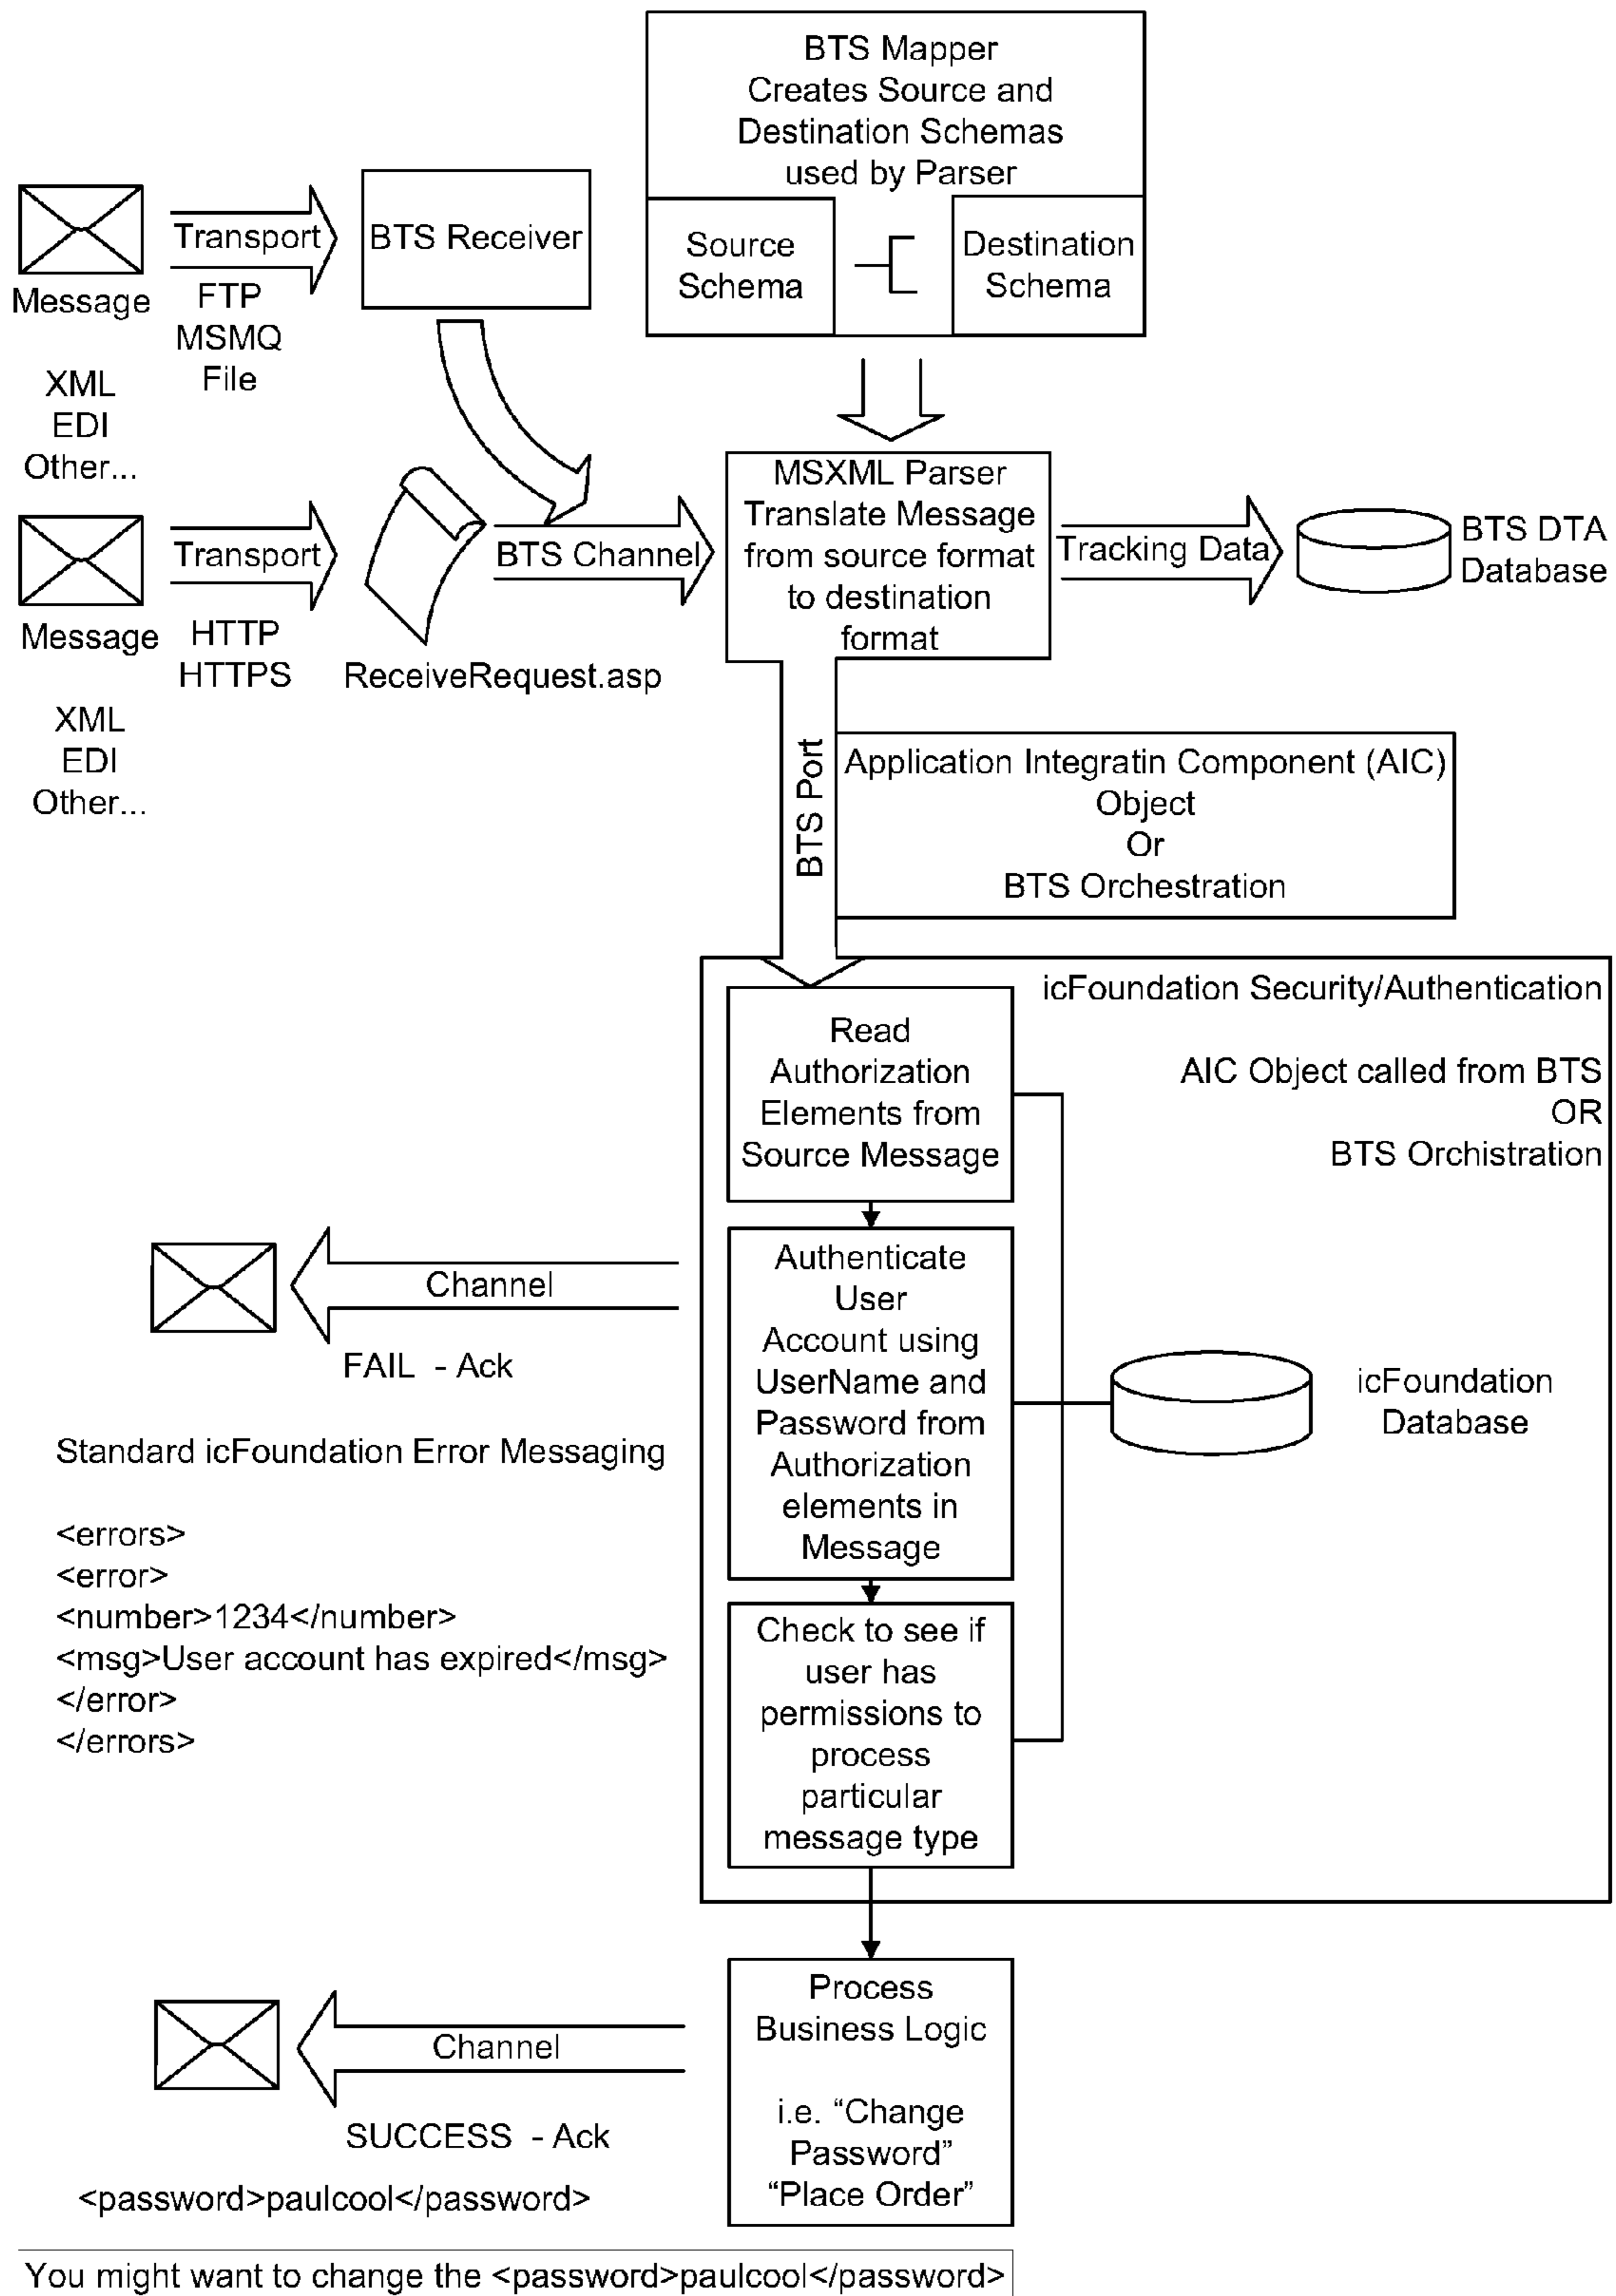 BTS Mapper
Creates Source and
Destination Schemas
used by Parser
Source
Schema
Destination
Schema
Message
Transport
FTP
MSMQ
File
XML
EDI
Other...
BTS Receiver
Message
Transport
HTTP
HTTPS
XML
EDI
Other...
ReceiveRequest.asp
BTS Channel
MSXML Parser
Translate Message
from source format
to destination
format
Tracking Data
BTS DTA
Database
BTS Port
Application Integratin Component (AIC)
Object
Or
BTS Orchestration
icFoundation Security/Authentication
AIC Object called from BTS
OR
BTS Orchistration
Read
Authorization
Elements from
Source Message
Authenticate
User
Account using
UserName and
Password from
Authorization
elements in
Message
Check to see if
user has
permissions to
process
particular
message type
icFoundation
Database
Channel
FAIL - Ack
Standard icFoundation Error Messaging
<errors>
<error>
<number>1234</number>
<msg>User account has expired</msg>
</error>
</errors>
Process
Business Logic
i.e. “Change
Password”
“Place Order”
Channel
SUCCESS - Ack
<password>paulcool</password>
You might want to change the <password>paulcool</password>